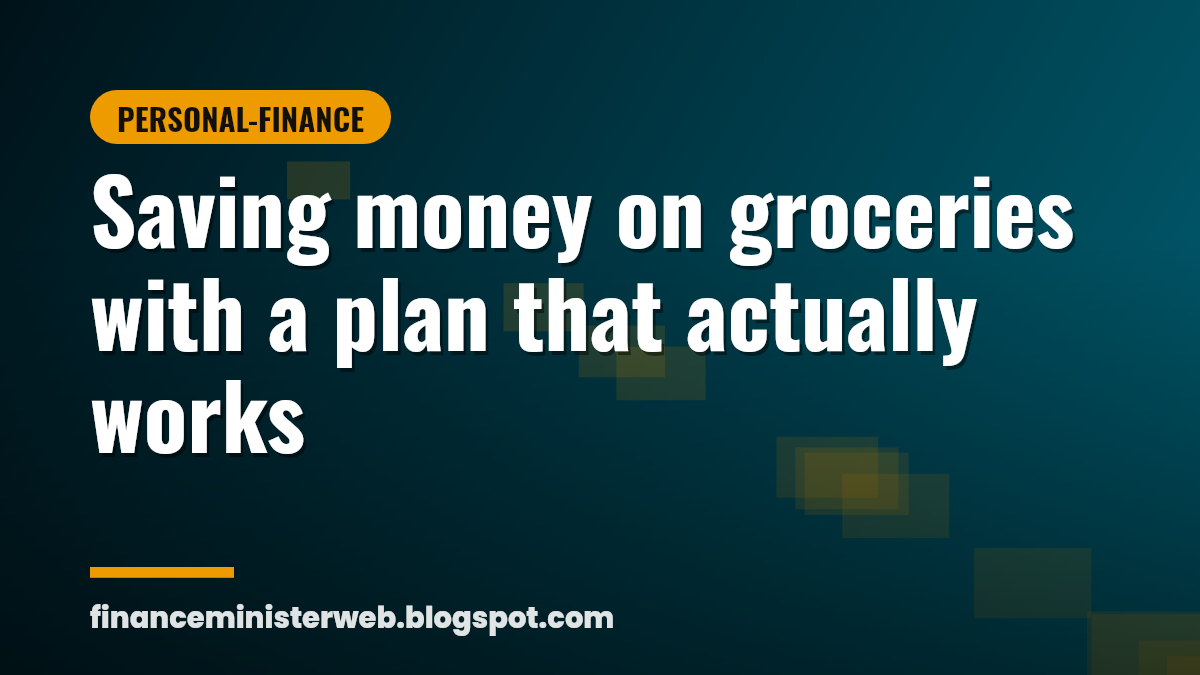 PERSONAL-FINANCE
Saving money on groceries
with a plan that actually
works
financeministerweb.blogspot.com